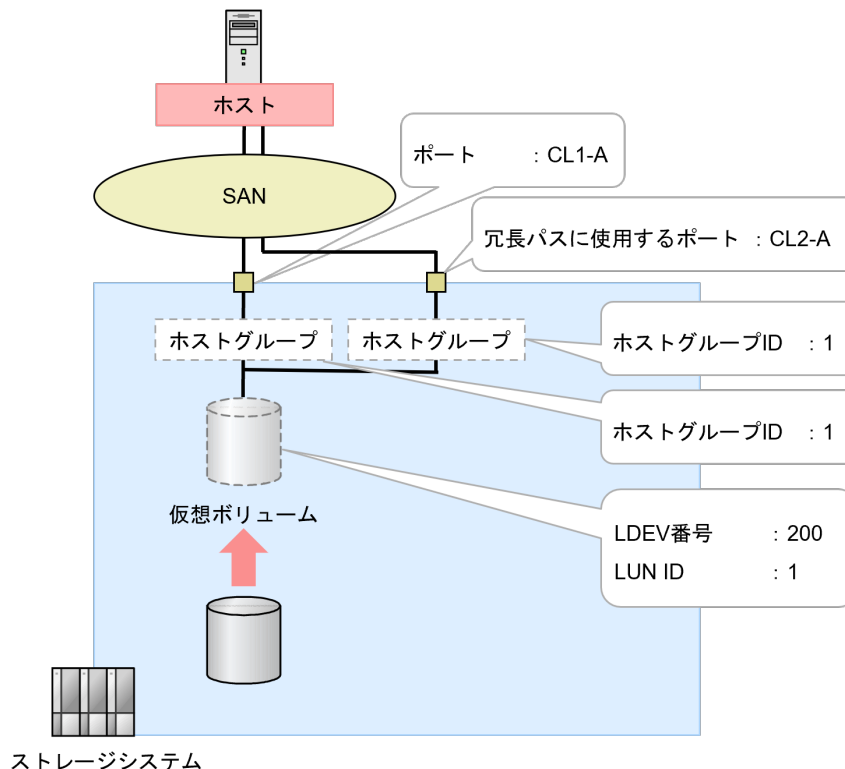 ホスト
SAN
ポート : CL1-A
冗長パスに使用するポート : CL2-A
ホストグループ ホストグループ
ホストグループID : 1
ホストグループID : 1
仮想ボリューム
LDEV番号 : 200
LUN ID : 1
ストレージシステム